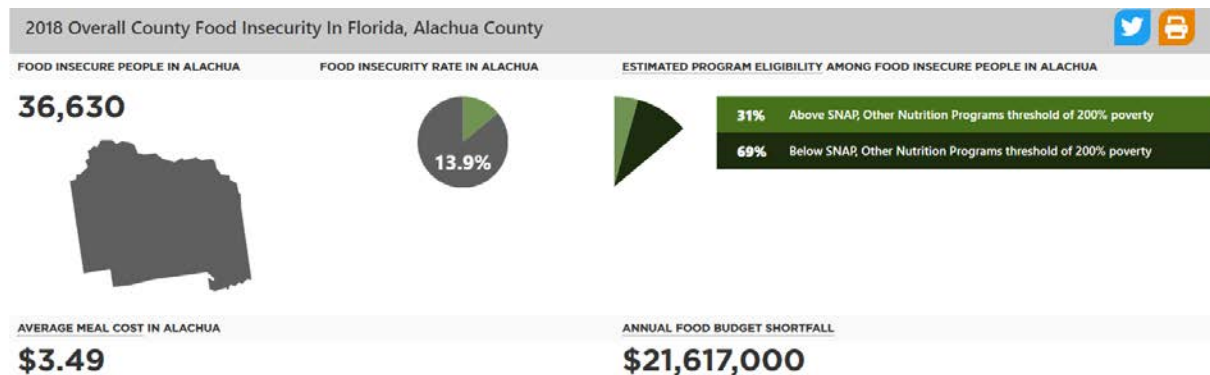 2018 Overall County Food Insecurity In Florida, Alachua County
FOOD INSECURE PEOPLE IN ALACHUA
36,630
FOOD INSECURITY RATE IN ALACHUA
13.9%
ESTIMATED PROGRAM ELIGIBILITY AMONG FOOD INSECURE PEOPLE IN ALACHUA
31% Above SNAP, Other Nutrition Programs threshold of 200% poverty
69% Below SNAP, Other Nutrition Programs threshold of 200% poverty
AVERAGE MEAL COST IN ALACHUA
$3.49
ANNUAL FOOD BUDGET SHORTFALL
$21,617,000